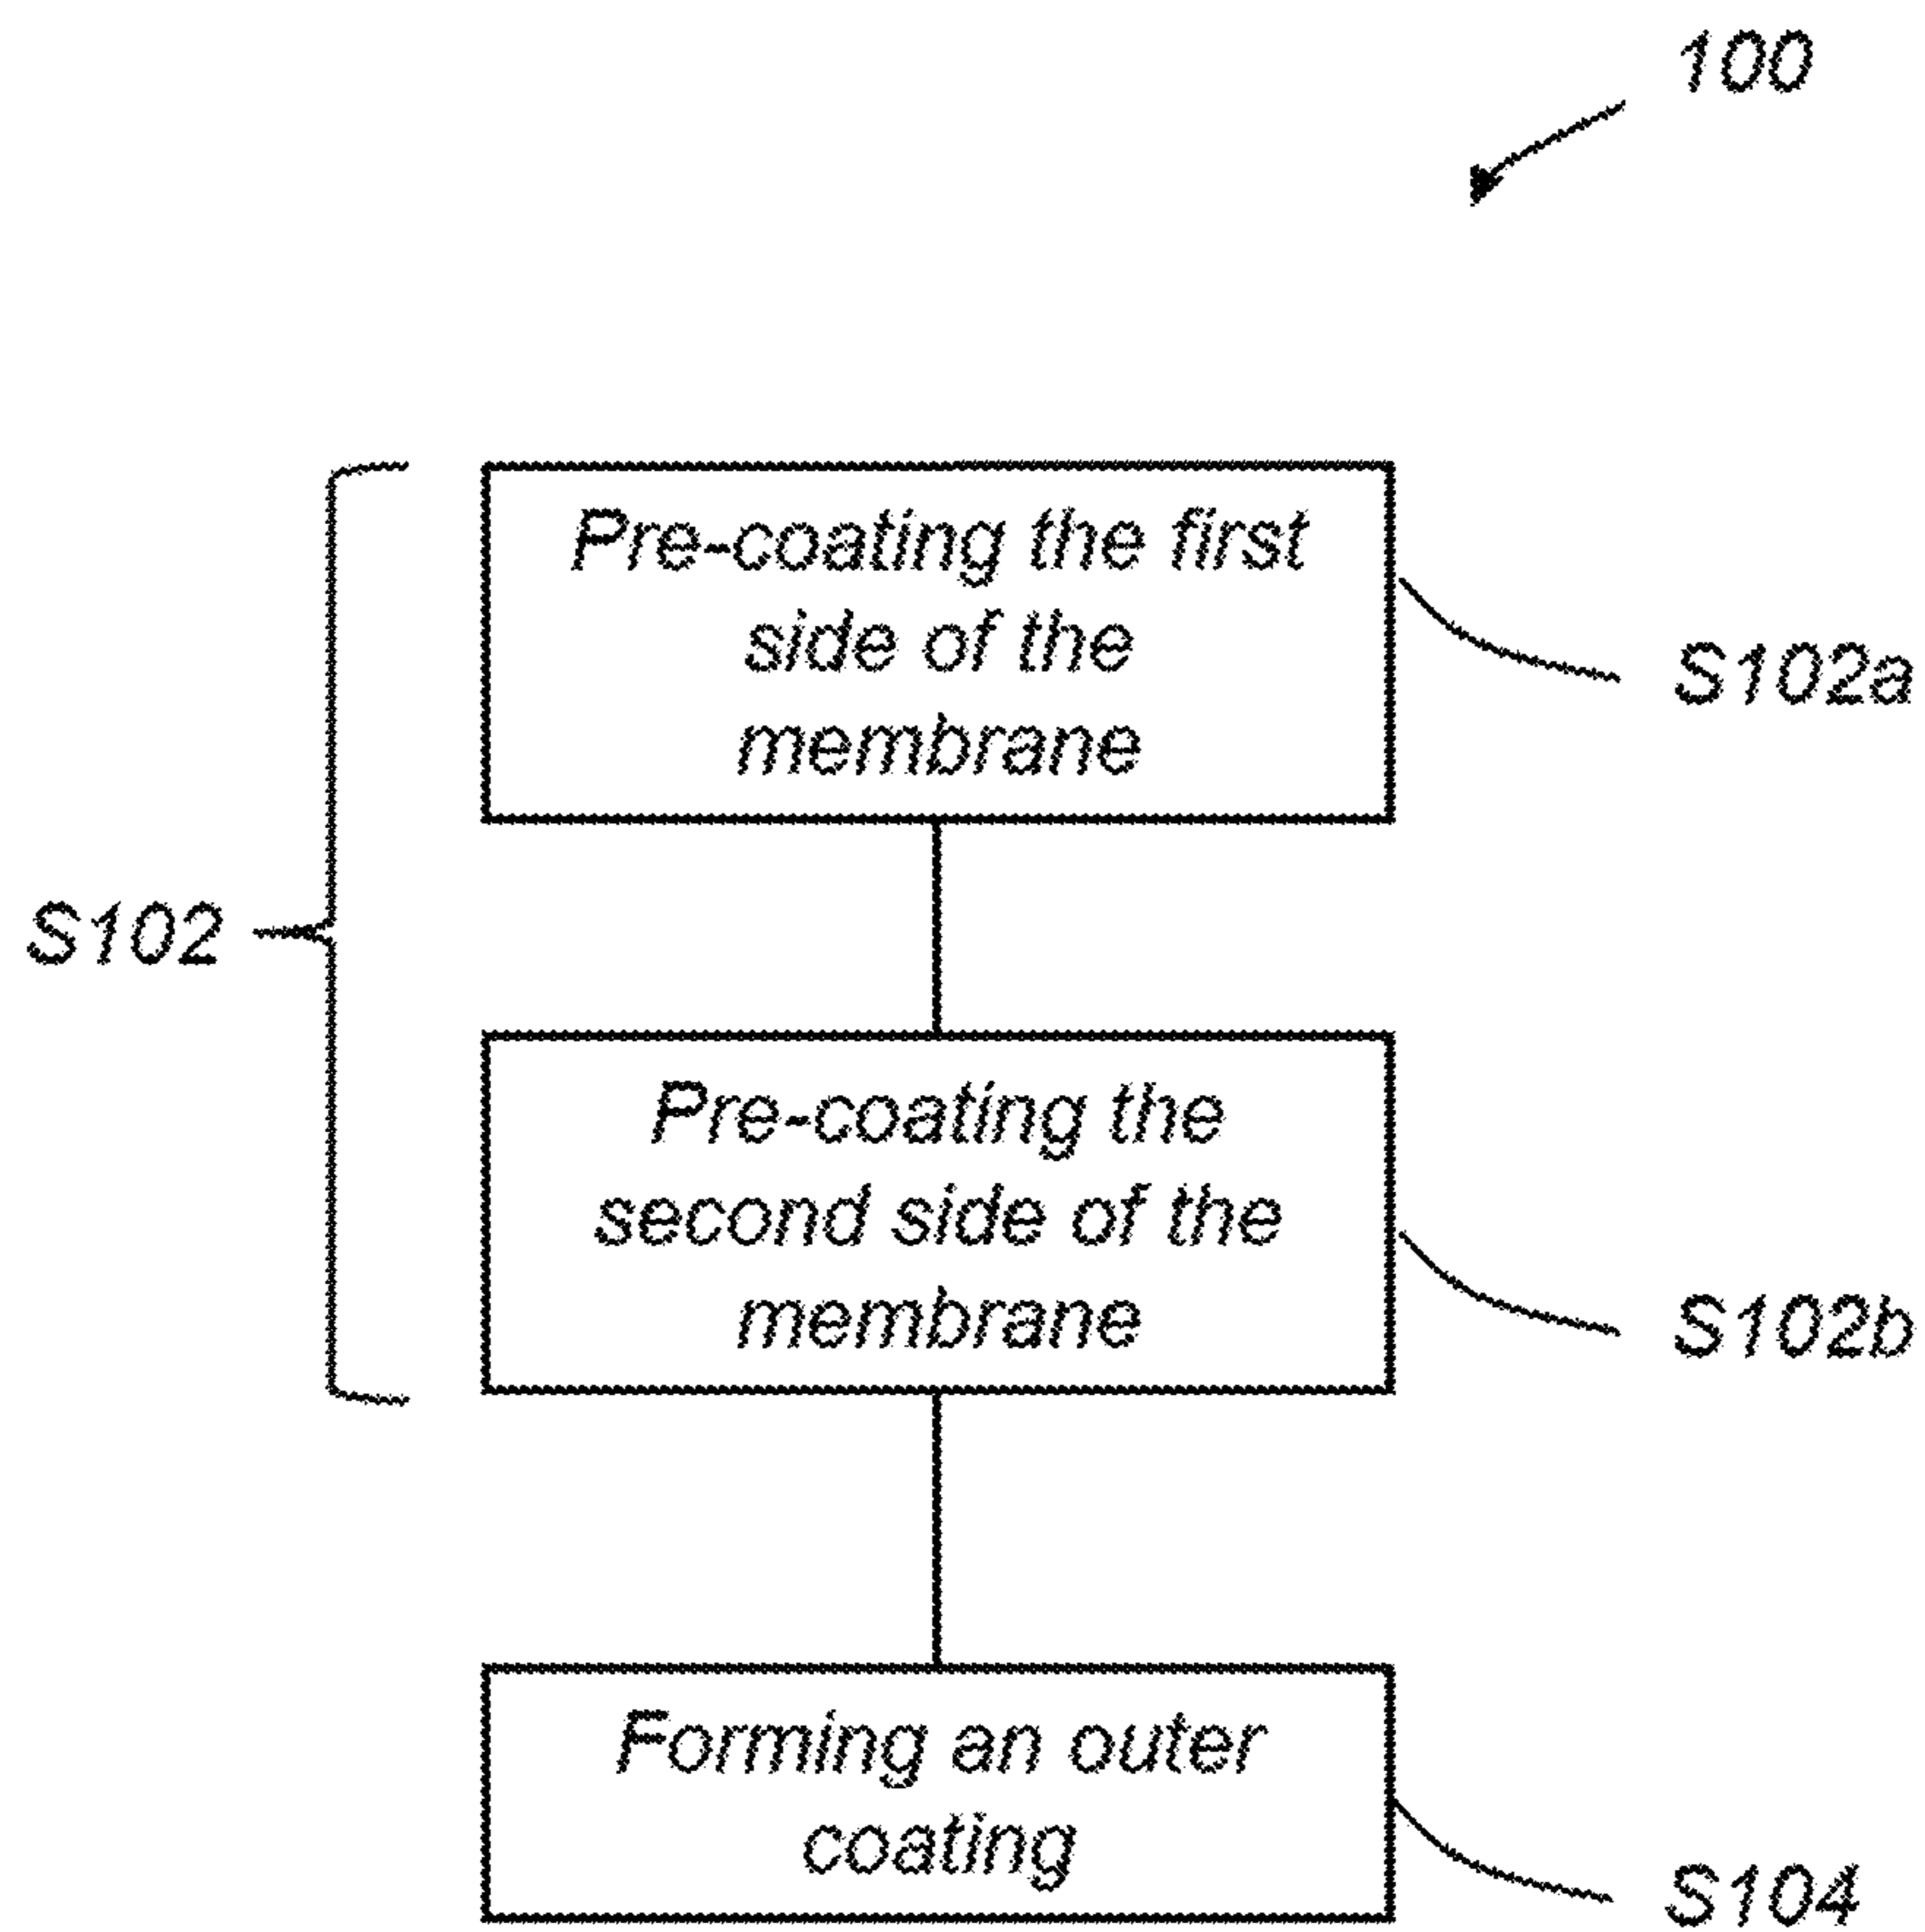 100
Pre-coating the first
side of the
membrane
S102a
S102
Pre-coating the
second side of the
membrane
S102b
Forming an outer
coating
S104